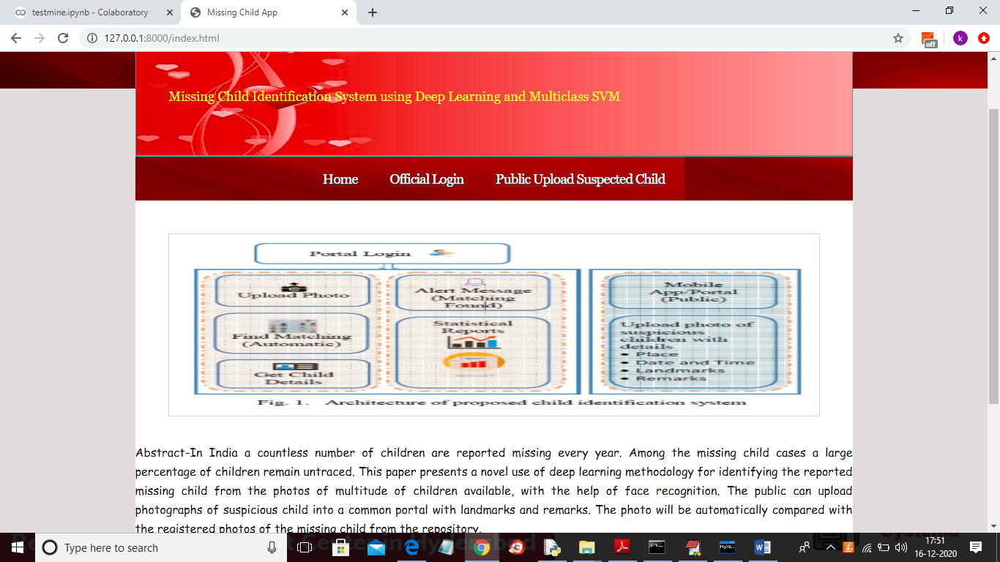 testmine.ipynb - Colaboratory
Missing Child App
127.0.0.1:8000/index.html
off
k
Missing Child Identification System using Deep Learning and Multiclass SVM
Home Official Login Public Upload Suspected Child
Portal Login
Upload Photo
Find Matching
(Automatic)
Get Child
Details
Alert Message
(Matching
Found)
Statistical
Reports
Mobile
App/Portal
(Public)
Upload photo of
suspicious
children with
details
• Place
• Date and Time
• Landmarks
• Remarks
Fig. 1. Architecture of proposed child identification system
Abstract-In India a countless number of children are reported missing every year. Among the missing child cases a large
percentage of children remain untraced. This paper presents a novel use of deep learning methodology for identifying the reported
missing child from the photos of multitude of children available, with the help of face recognition. The public can upload
photographs of suspicious child into a common portal with landmarks and remarks. The photo will be automatically compared with
the registered photos of the missing child from the repository.
Type here to search
17:51
16-12-2020